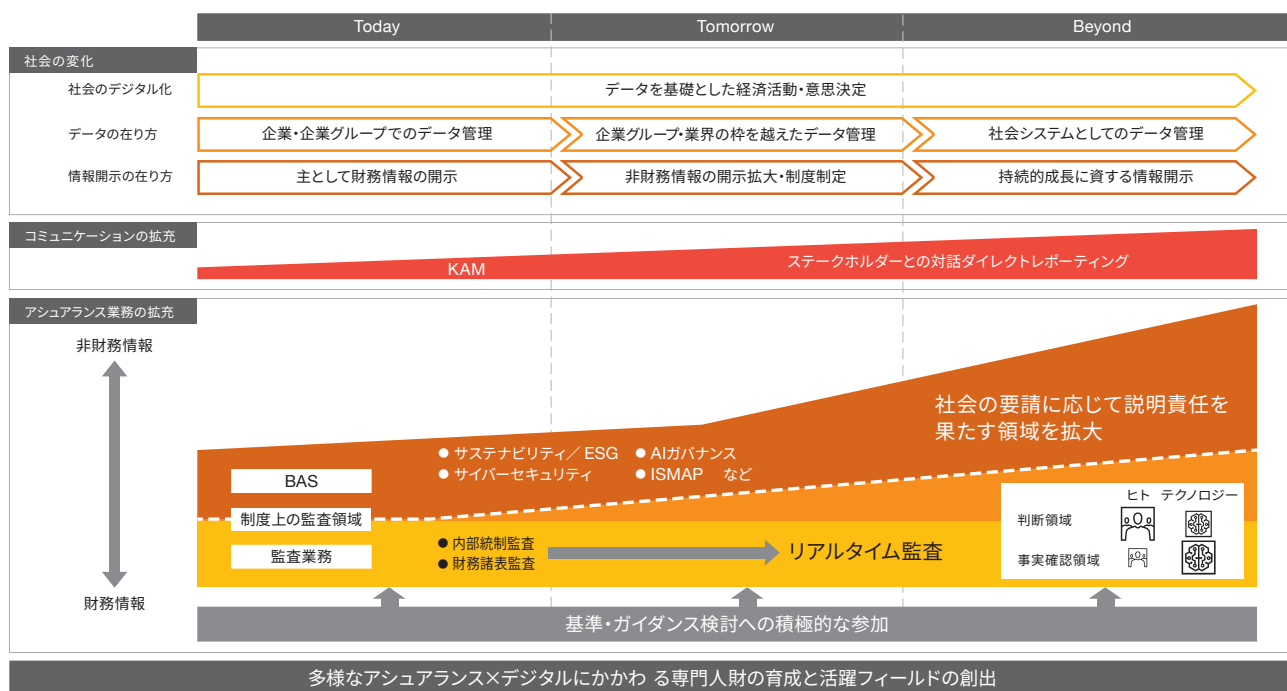 Today
Tomorrow
Beyond
社会の変化
社会のデジタル化
データを基礎とした経済活動・意思決定
データの在り方
企業・企業グループでのデータ管理
企業グループ・業界の枠を越えたデータ管理
社会システムとしてのデータ管理
情報開示の在り方
主として財務情報の開示
非財務情報の開示拡大・制度制定
持続的成長に資する情報開示
コミュニケーションの拡充
KAM
ステークホルダーとの対話ダイレクトレポーティング
アシュアランス業務の拡充
非財務情報
財務情報
社会の要請に応じて説明責任を
果たす領域を拡大
● サステナビリティ／ESG
● サイバーセキュリティ
● AIガバナンス
● ISMAP など
BAS
制度上の監査領域
監査業務
● 内部統制監査
● 財務諸表監査
リアルタイム監査
ヒト テクノロジー
判断領域
事実確認領域
基準・ガイダンス検討への積極的な参加
多様なアシュアランス×デジタルにかかわ る専門人財の育成と活躍フィールドの創出